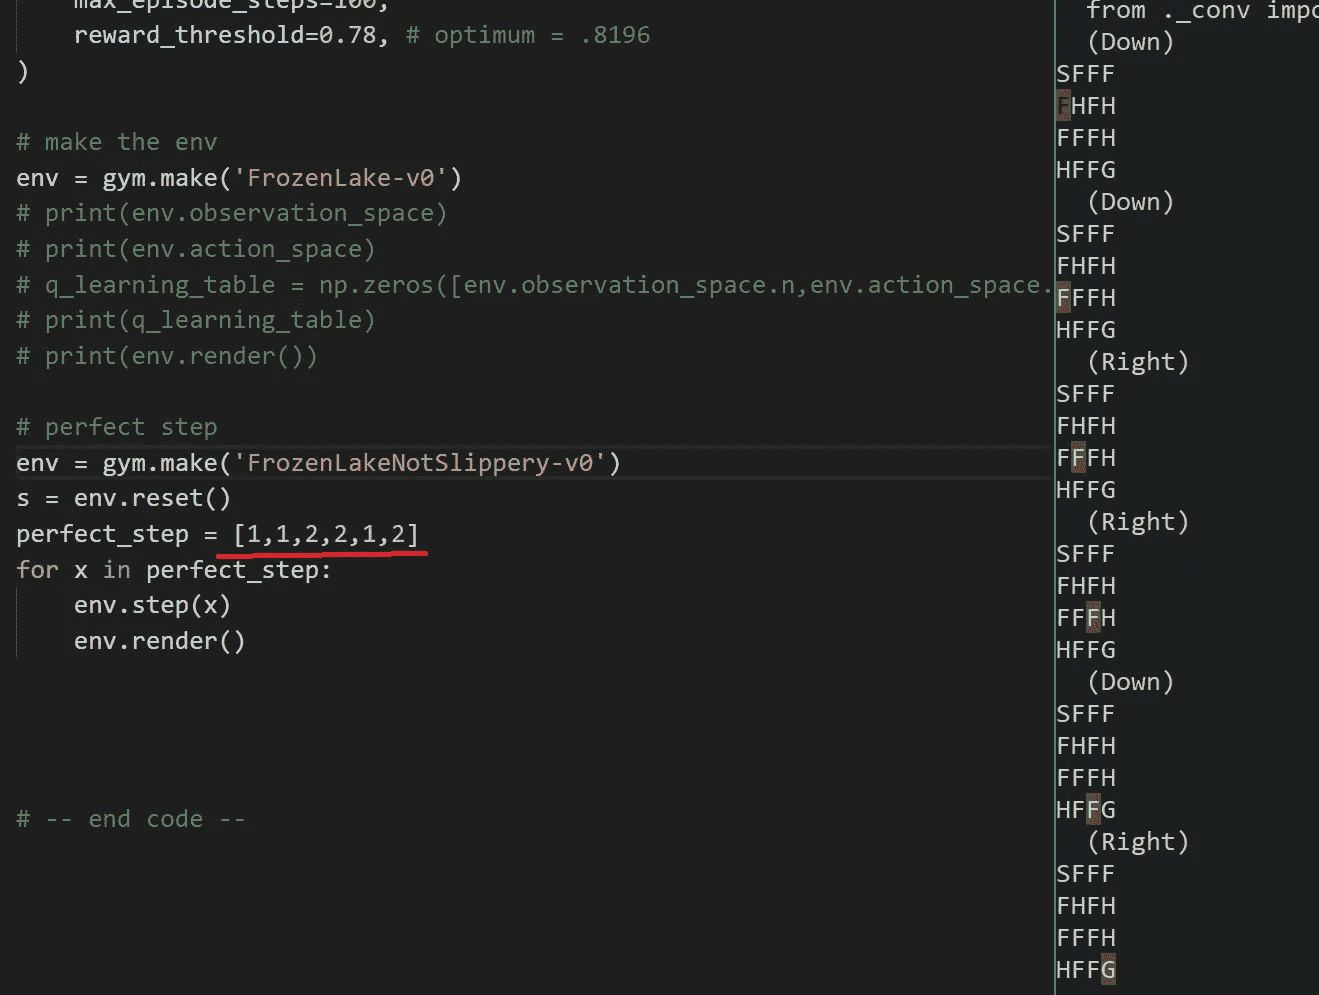 max_episode_steps=100,
reward_threshold=0.78, # optimum = .8196
)
# make the env
env = gym.make('FrozenLake-v0')
# print(env.observation_space)
# print(env.action_space)
# q_learning_table = np.zeros([env.observation_space.n,env.action_space.
# print(q_learning_table)
# print(env.render())
# perfect step
env = gym.make('FrozenLakeNotSlippery-v0')
s = env.reset()
perfect_step = [1,1,2,2,1,2]
for x in perfect_step:
env.step(x)
env.render()
# -- end code --
from ._conv impo
(Down)
SFFF
FHFH
FFFH
HFFG
(Down)
SFFF
FHFH
FFFH
HFFG
(Right)
SFFF
FHFH
FFFH
HFFG
(Right)
SFFF
FHFH
FFFH
HFFG
(Down)
SFFF
FHFH
FFFH
HFFG
(Right)
SFFF
FHFH
FFFH
HFFG